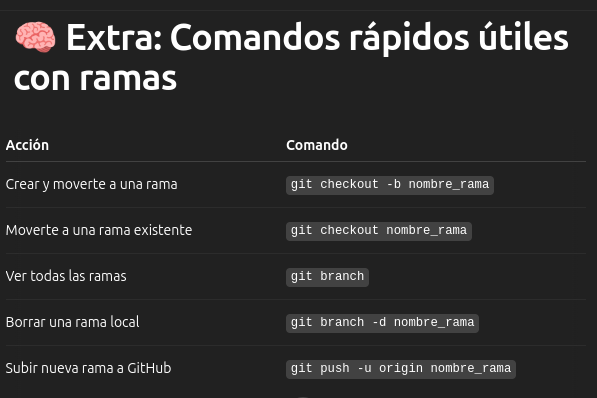 🧠 Extra: Comandos rápidos útiles
con ramas
Acción Comando
Crear y moverte a una rama git checkout -b nombre_rama
Moverte a una rama existente git checkout nombre_rama
Ver todas las ramas git branch
Borrar una rama local git branch -d nombre_rama
Subir nueva rama a GitHub git push -u origin nombre_rama